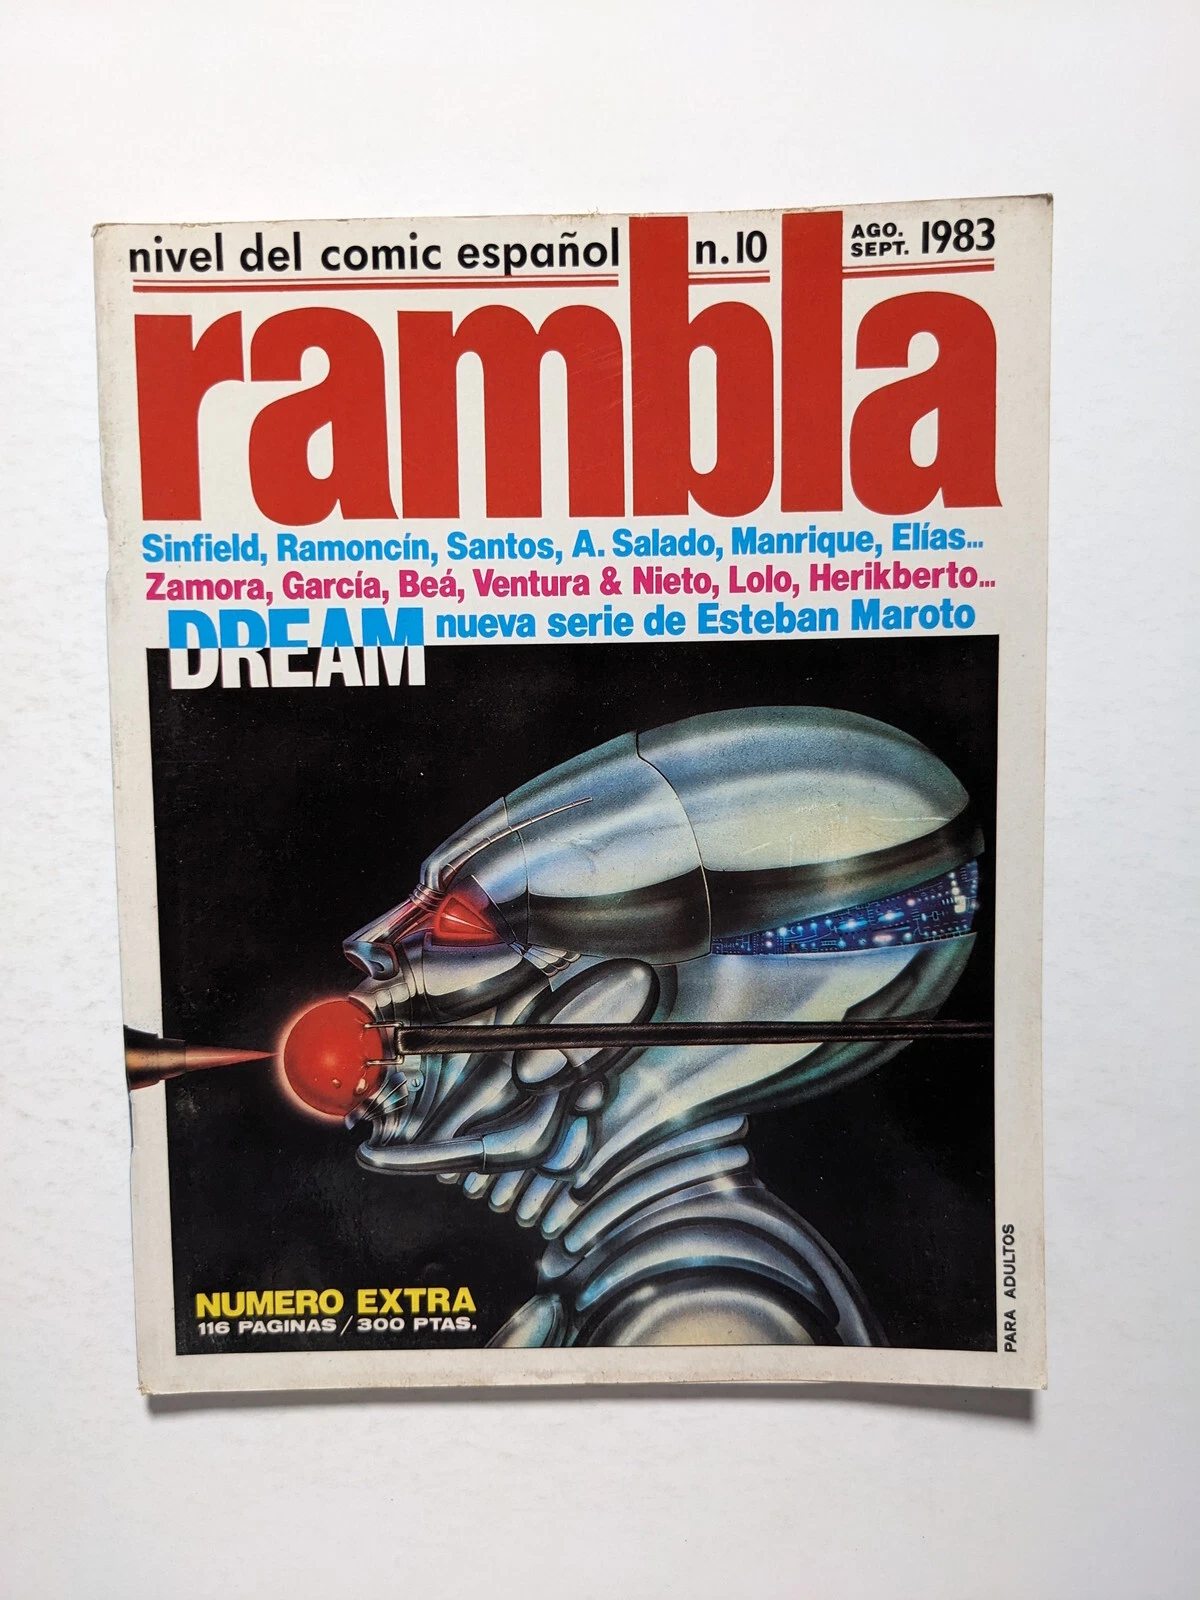 nivel del comic español n.10 AGO. SEPT. 1983
rambla
Sinfield, Ramoncín, Santos, A. Salado, Manrique, Elías...
Zamora, García, Beá, Ventura & Nieto, Lolo, Herikberto...
DREAM nueva serie de Esteban Maroto
NUMERO EXTRA
116 PAGINAS / 300 PTAS.
PARA ADULTOS